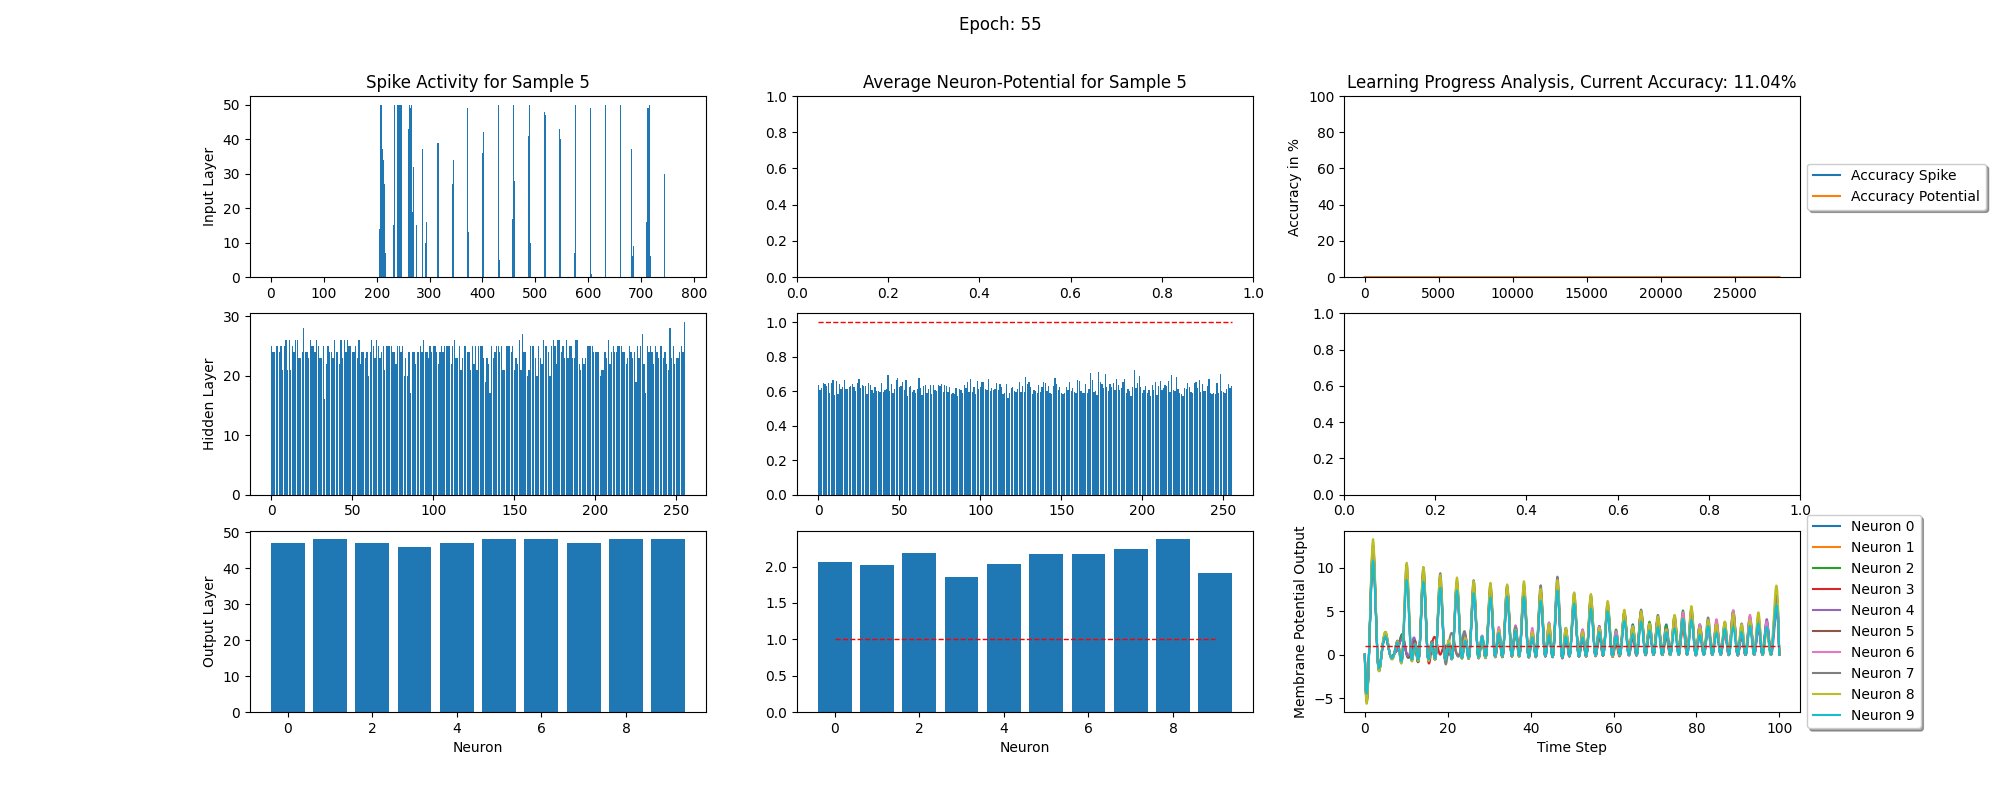 Epoch: 55
Spike Activity for Sample 5
Average Neuron-Potential for Sample 5
Learning Progress Analysis, Current Accuracy: 11.04%
Input Layer
50
40
30
20
10
0
0 100 200 300 400 500 600 700 800
1.0
0.8
0.6
0.4
0.2
0.0
0.0 0.2 0.4 0.6 0.8 1.0
Accuracy in %
100
80
60
40
20
0
0 5000 10000 15000 20000 25000
Accuracy Spike
Accuracy Potential
Hidden Layer
30
20
10
0
0 50 100 150 200 250
1.0
0.8
0.6
0.4
0.2
0.0
0 50 100 150 200 250
1.0
0.8
0.6
0.4
0.2
0.0
0.0 0.2 0.4 0.6 0.8 1.0
Output Layer
50
40
30
20
10
0
0 2 4 6 8
Neuron
2.0
1.5
1.0
0.5
0.0
0 2 4 6 8
Neuron
Membrane Potential Output
10
5
0
−5
0 20 40 60 80 100
Time Step
Neuron 0
Neuron 1
Neuron 2
Neuron 3
Neuron 4
Neuron 5
Neuron 6
Neuron 7
Neuron 8
Neuron 9